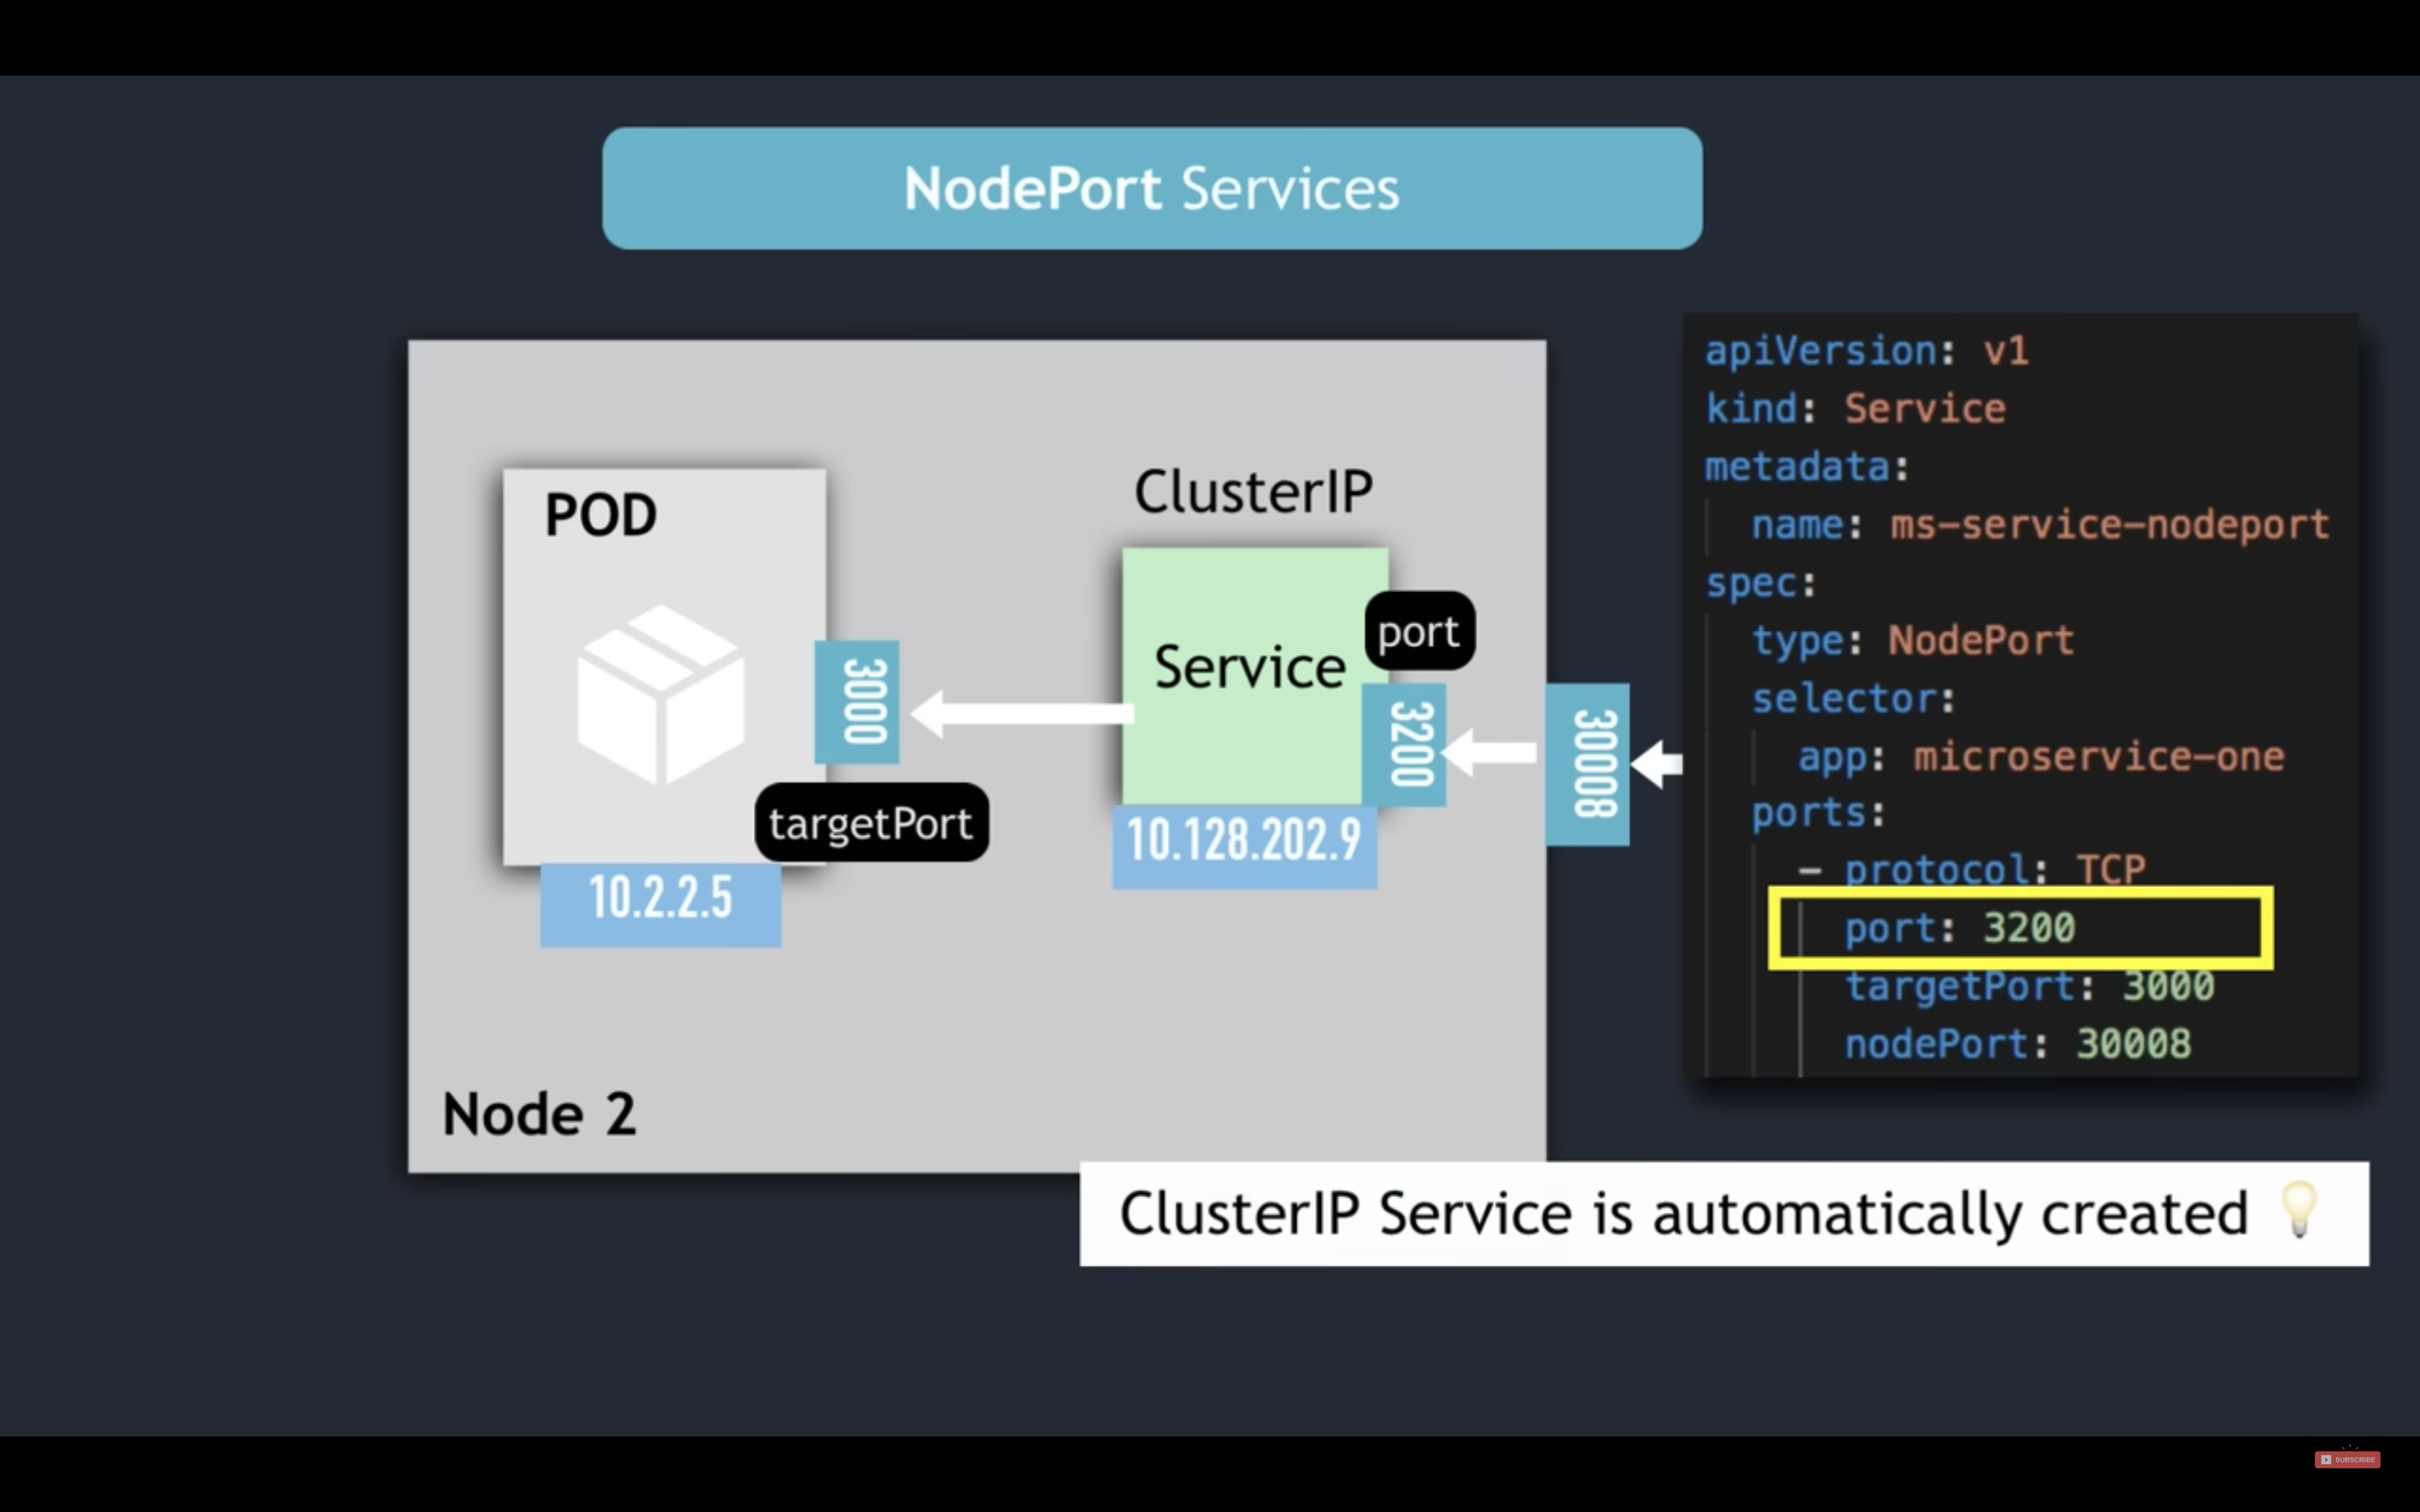 NodePort Services
POD
3000
targetPort
10.2.2.5
ClusterIP
Service
port
3200
10.128.202.9
30008
Node 2
apiVersion: v1
kind: Service
metadata:
name: ms-service-nodeport
spec:
type: NodePort
selector:
app: microservice-one
ports:
- protocol: TCP
port: 3200
targetPort: 3000
nodePort: 30008
ClusterIP Service is automatically created
SUBSCRIBE